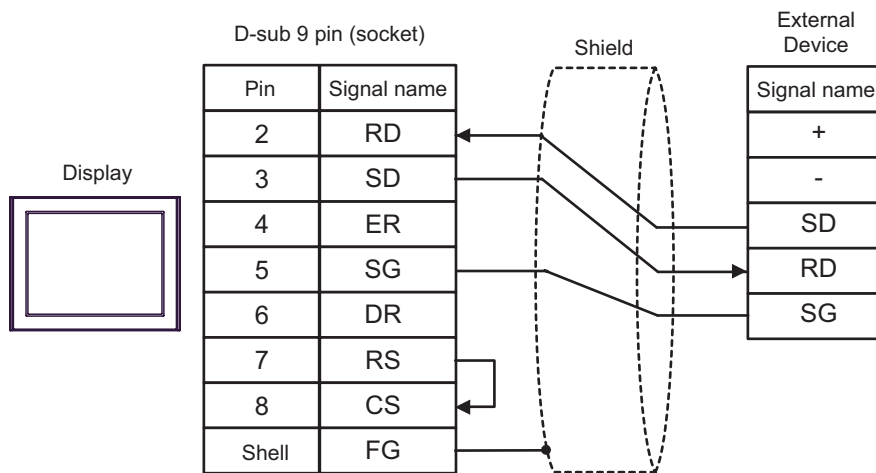 D-sub 9 pin (socket)
Shield
External
Device
Pin Signal name
Signal name
2 RD
+
3 SD
-
Display
4 ER
SD
5 SG
RD
6 DR
SG
7 RS
8 CS
Shell FG